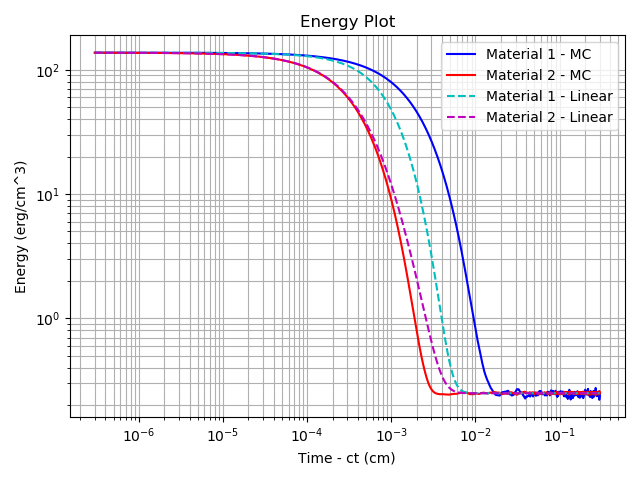 Energy Plot
Energy (erg/cm^3)
10^2
10^1
10^0
Material 1 - MC
Material 2 - MC
Material 1 - Linear
Material 2 - Linear
10^-6 10^-5 10^-4 10^-3 10^-2 10^-1
Time - ct (cm)